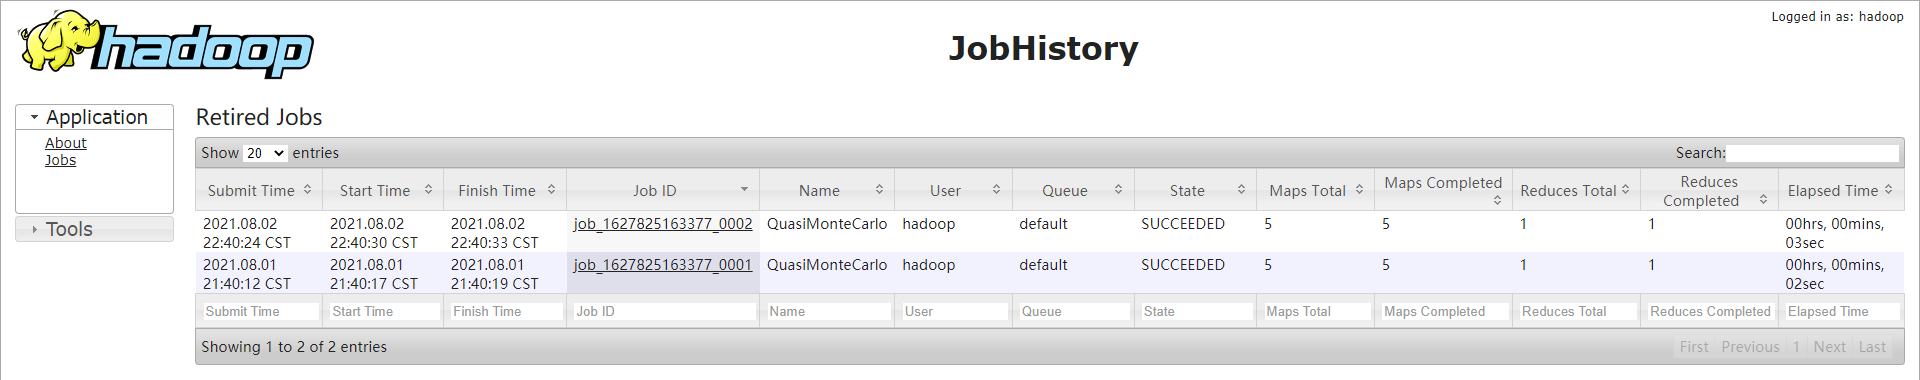 Logged in as: hadoop
hadoop
JobHistory
Application
About
Jobs
Tools
Retired Jobs
Show 20 entries
Search:
Submit Time Start Time Finish Time Job ID Name User Queue State Maps Total Maps Completed Reduces Total Reduces Completed Elapsed Time
2021.08.02 2021.08.02 2021.08.02 job_1627825163377_0002 QuasiMonteCarlo hadoop default SUCCEEDED 5 5 1 1 00hrs, 00mins,
22:40:24 CST 22:40:30 CST 22:40:33 CST 03sec
2021.08.01 2021.08.01 2021.08.01 job_1627825163377_0001 QuasiMonteCarlo hadoop default SUCCEEDED 5 5 1 1 00hrs, 00mins,
21:40:12 CST 21:40:17 CST 21:40:19 CST 02sec
Submit Time Start Time Finish Time Job ID Name User Queue State Maps Total Maps Completed Reduces Total Reduces Completed Elapsed Time
Showing 1 to 2 of 2 entries
First Previous 1 Next Last